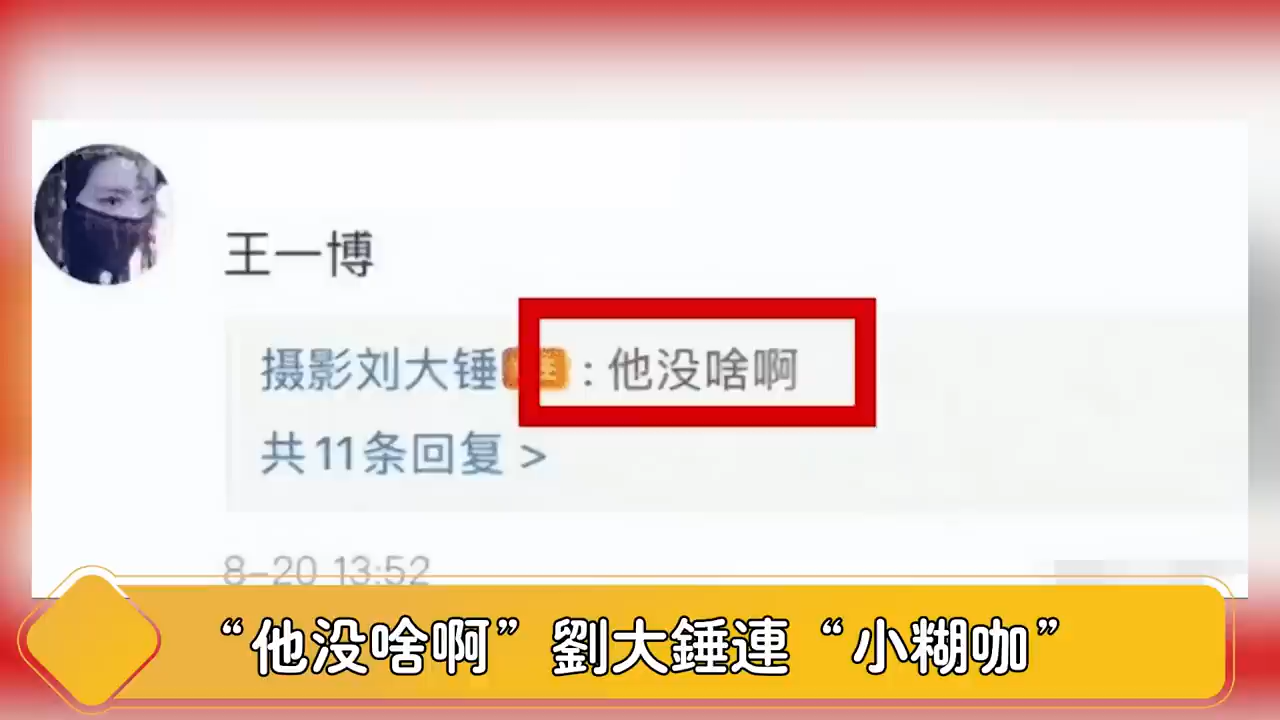 王一博
摄影刘大锤 : 他没啥啊
共11条回复 >
8-20 13:52
“他没啥啊”劉大錘連“小糊咖”